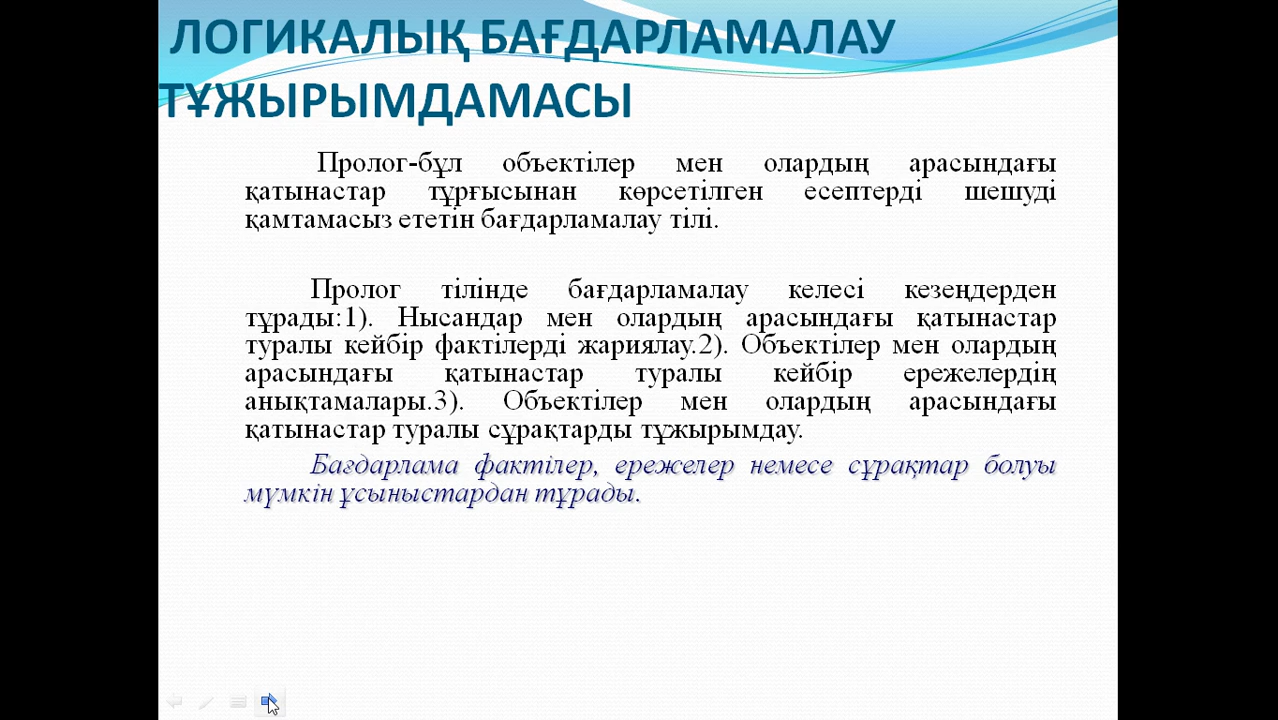 ЛОГИКАЛЫҚ БАҒДАРЛАМАЛАУ
ТҰЖЫРЫМДАМАСЫ
Пролог-бұл объектілер мен олардың арасындағы
қатынастар тұрғысынан көрсетілген есептерді шешуді
қамтамасыз ететін бағдарламалау тілі.
Пролог тілінде бағдарламалау келесі кезеңдерден
тұрады:1). Нысандар мен олардың арасындағы қатынастар
туралы кейбір фактілерді жариялау.2). Объектілер мен олардың
арасындағы қатынастар туралы кейбір ережелердің
анықтамалары.3). Объектілер мен олардың арасындағы
қатынастар туралы сұрақтарды тұжырымдау.
Бағдарлама фактілер, ережелер немесе сұрақтар болуы
мүмкін ұсыныстардан тұрады.